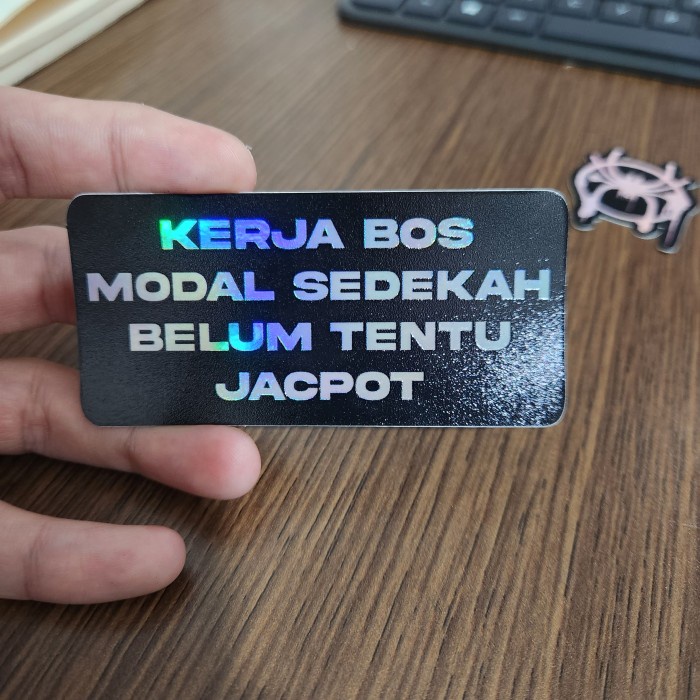 KERJA BOS
MODAL SEDEKAH
BELUM TENTU
JACPOT